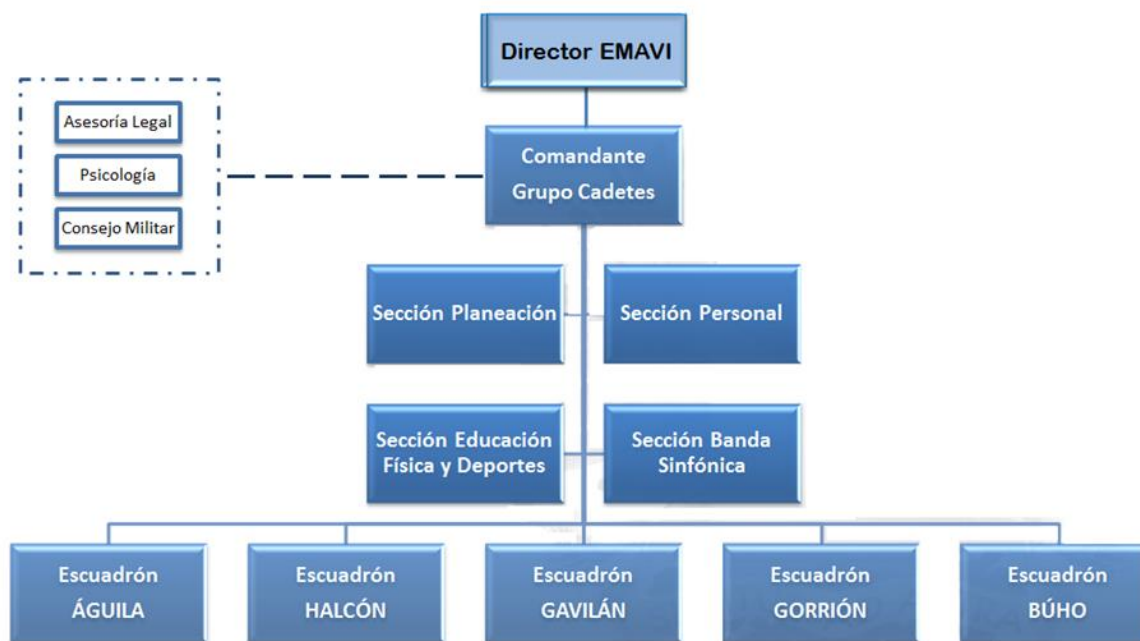 Director EMAVI
Asesoría Legal
Psicología
Consejo Militar
Comandante
Grupo Cadetes
Sección Planeación
Sección Personal
Sección Educación
Física y Deportes
Sección Banda
Sinfónica
Escuadrón
ÁGUILA
Escuadrón
HALCÓN
Escuadrón
GAVILÁN
Escuadrón
GORRIÓN
Escuadrón
BÚHO